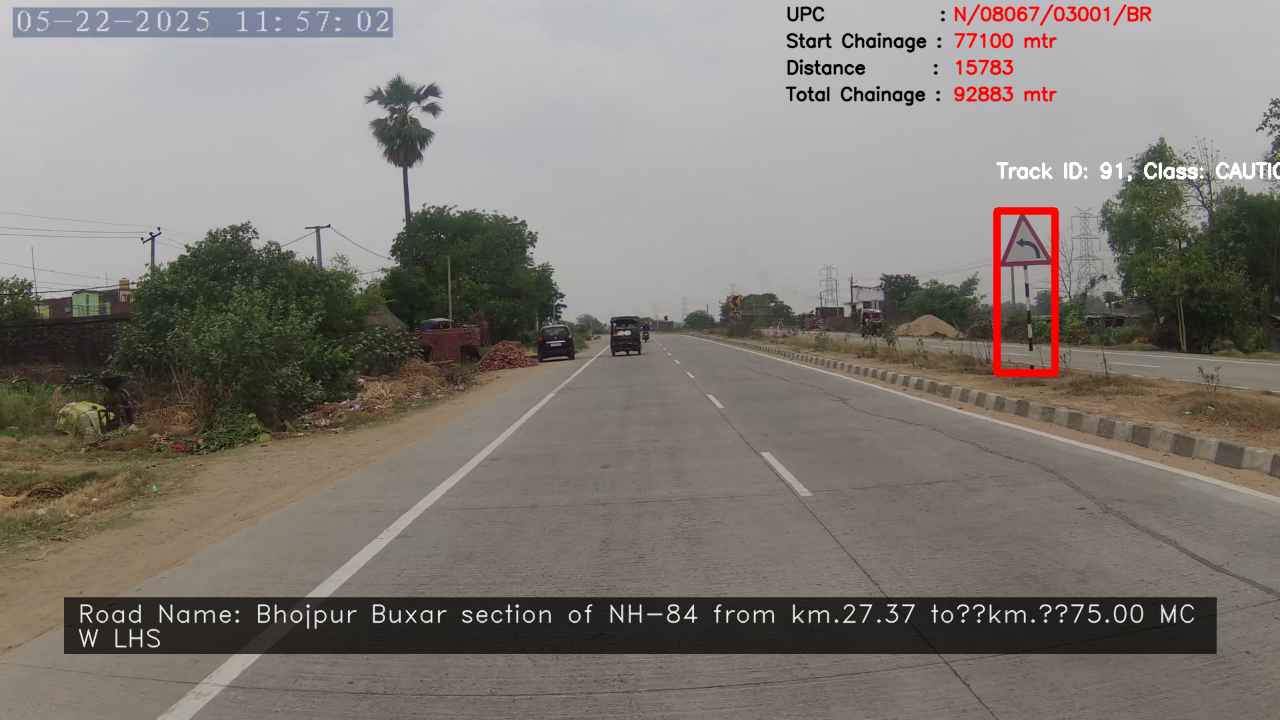 05-22-2025 11:57:02
UPC : N/08067/03001/BR
Start Chainage : 77100 mtr
Distance : 15783
Total Chainage : 92883 mtr
Track ID: 91, Class: CAUTIO
Road Name: Bhojpur Buxar section of NH-84 from km.27.37 to??km.??75.00 MC
W LHS